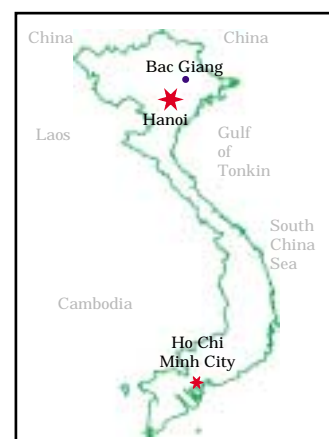 China
China
Bac Giang
Hanoi
Laos
Gulf
of
Tonkin
South
China
Sea
Cambodia
Ho Chi
Minh City